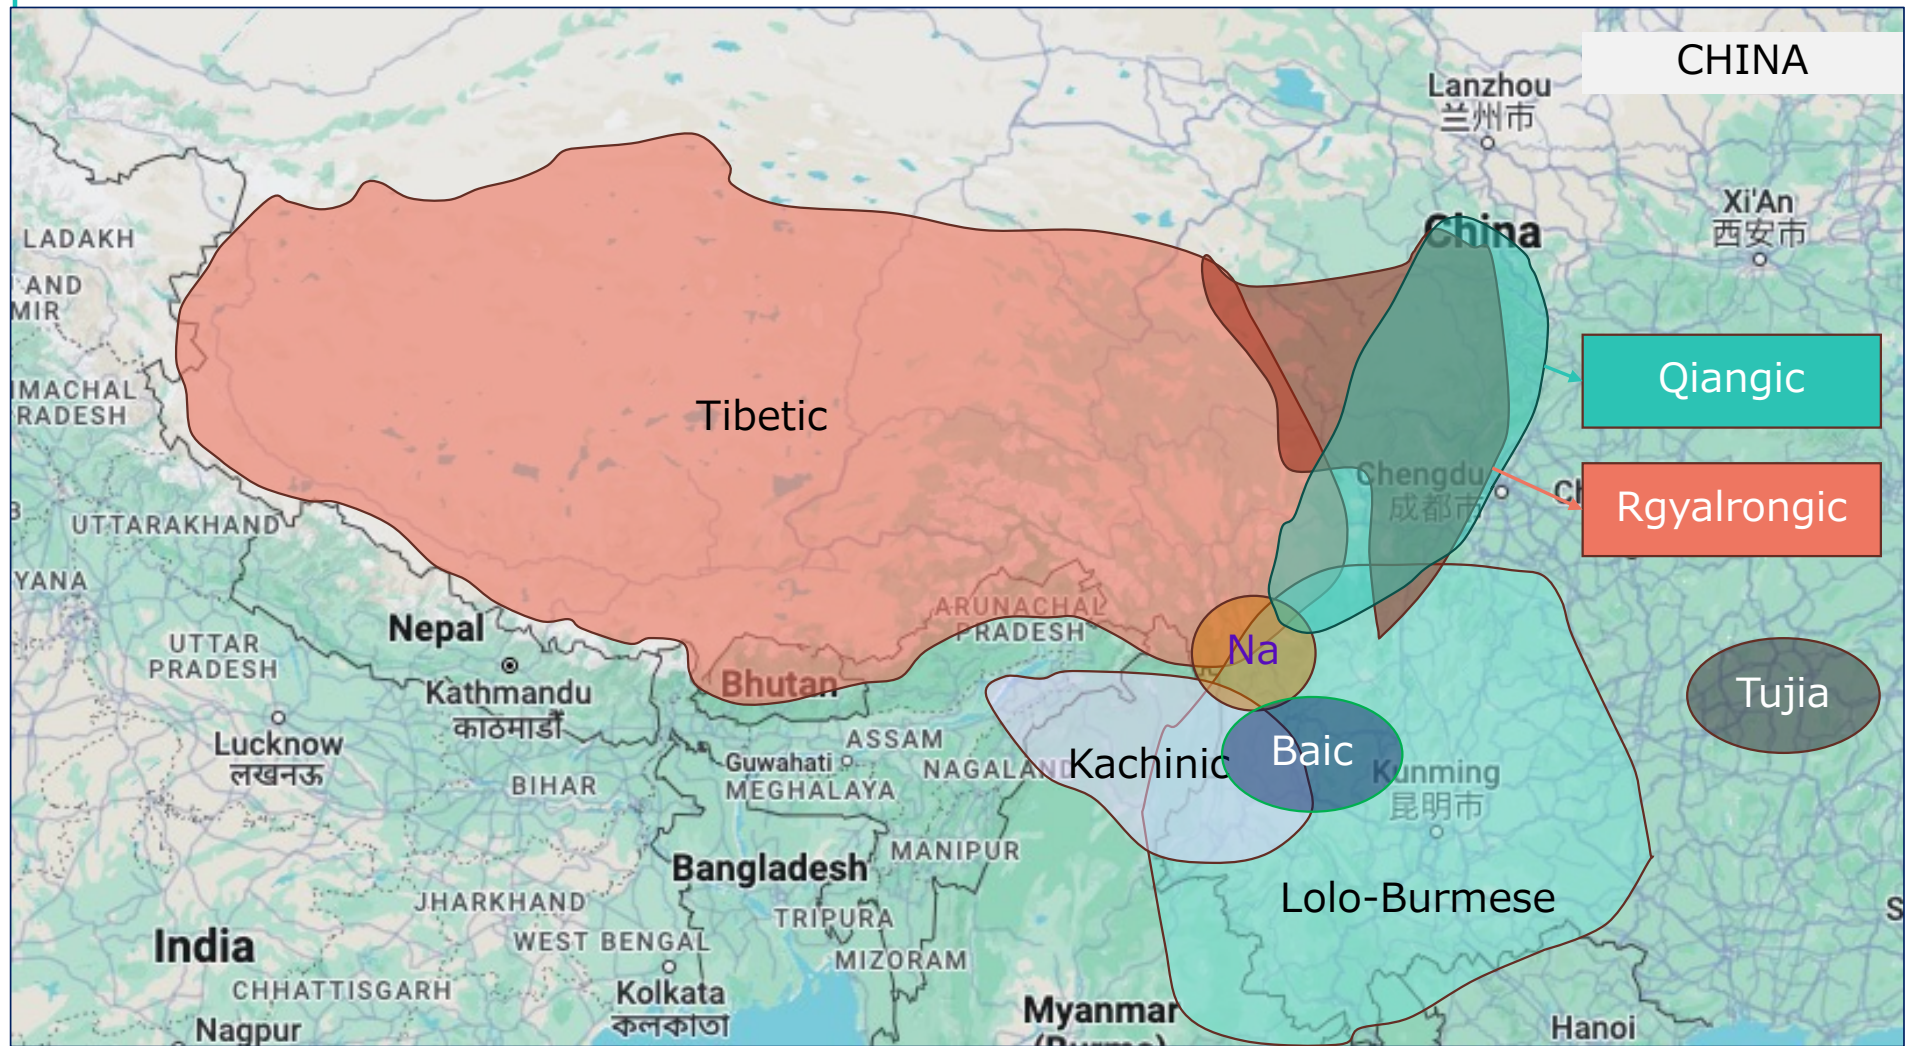 CHINA
Lanzhou
兰州市
Xi'An
西安市
China
LADAKH
AND
MIR
Qiangic
IMACHAL
RADESH
Tibetic
Rgyalrongic
Chengdu
成都市
UTTARAKHAND
YANA
ARUNACHAL
PRADESH
Nepal
UTTAR
PRADESH
Na
Bhutan
Tujia
Kathmandu
काठमाडौं
Lucknow
लखनऊ
ASSAM
Guwahati
NAGALAND
Kachinic
Baic
MEGHALAYA
BIHAR
Kunming
昆明市
Bangladesh
MANIPUR
JHARKHAND
TRIPURA
Lolo-Burmese
India
WEST BENGAL
MIZORAM
CHHATTISGARH
Kolkata
কলকাতা
Myanmar
(Burma)
Nagpur
Hanoi